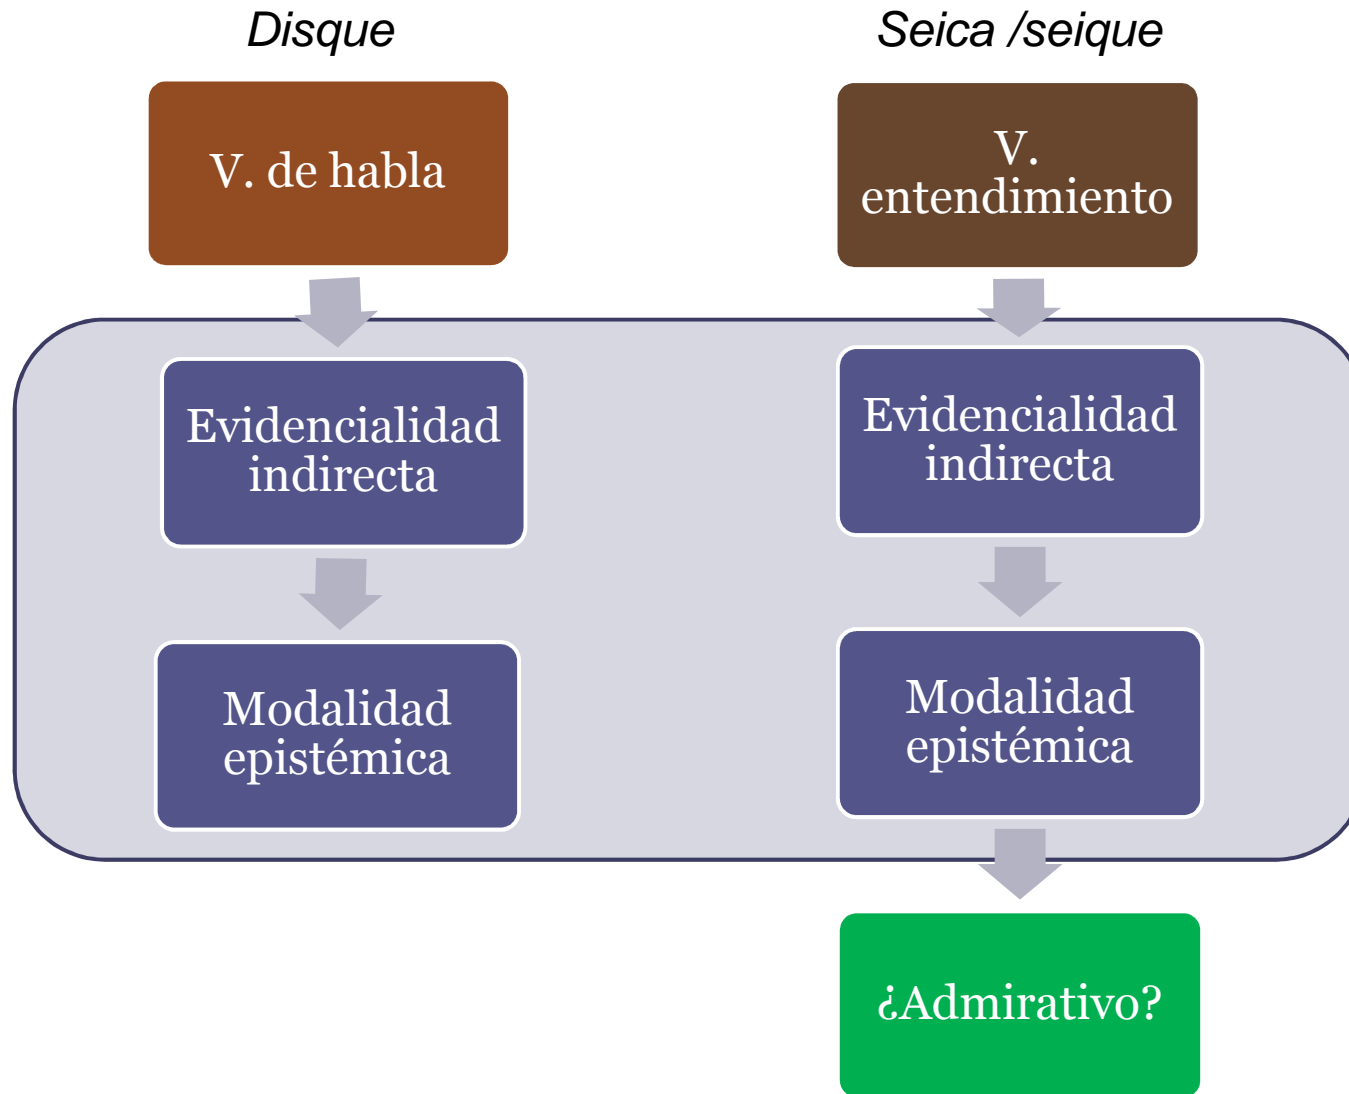 Disque
Seica /seique
V. de habla
V.
entendimiento
Evidencialidad
indirecta
Evidencialidad
indirecta
Modalidad
epistémica
Modalidad
epistémica
¿Admirativo?